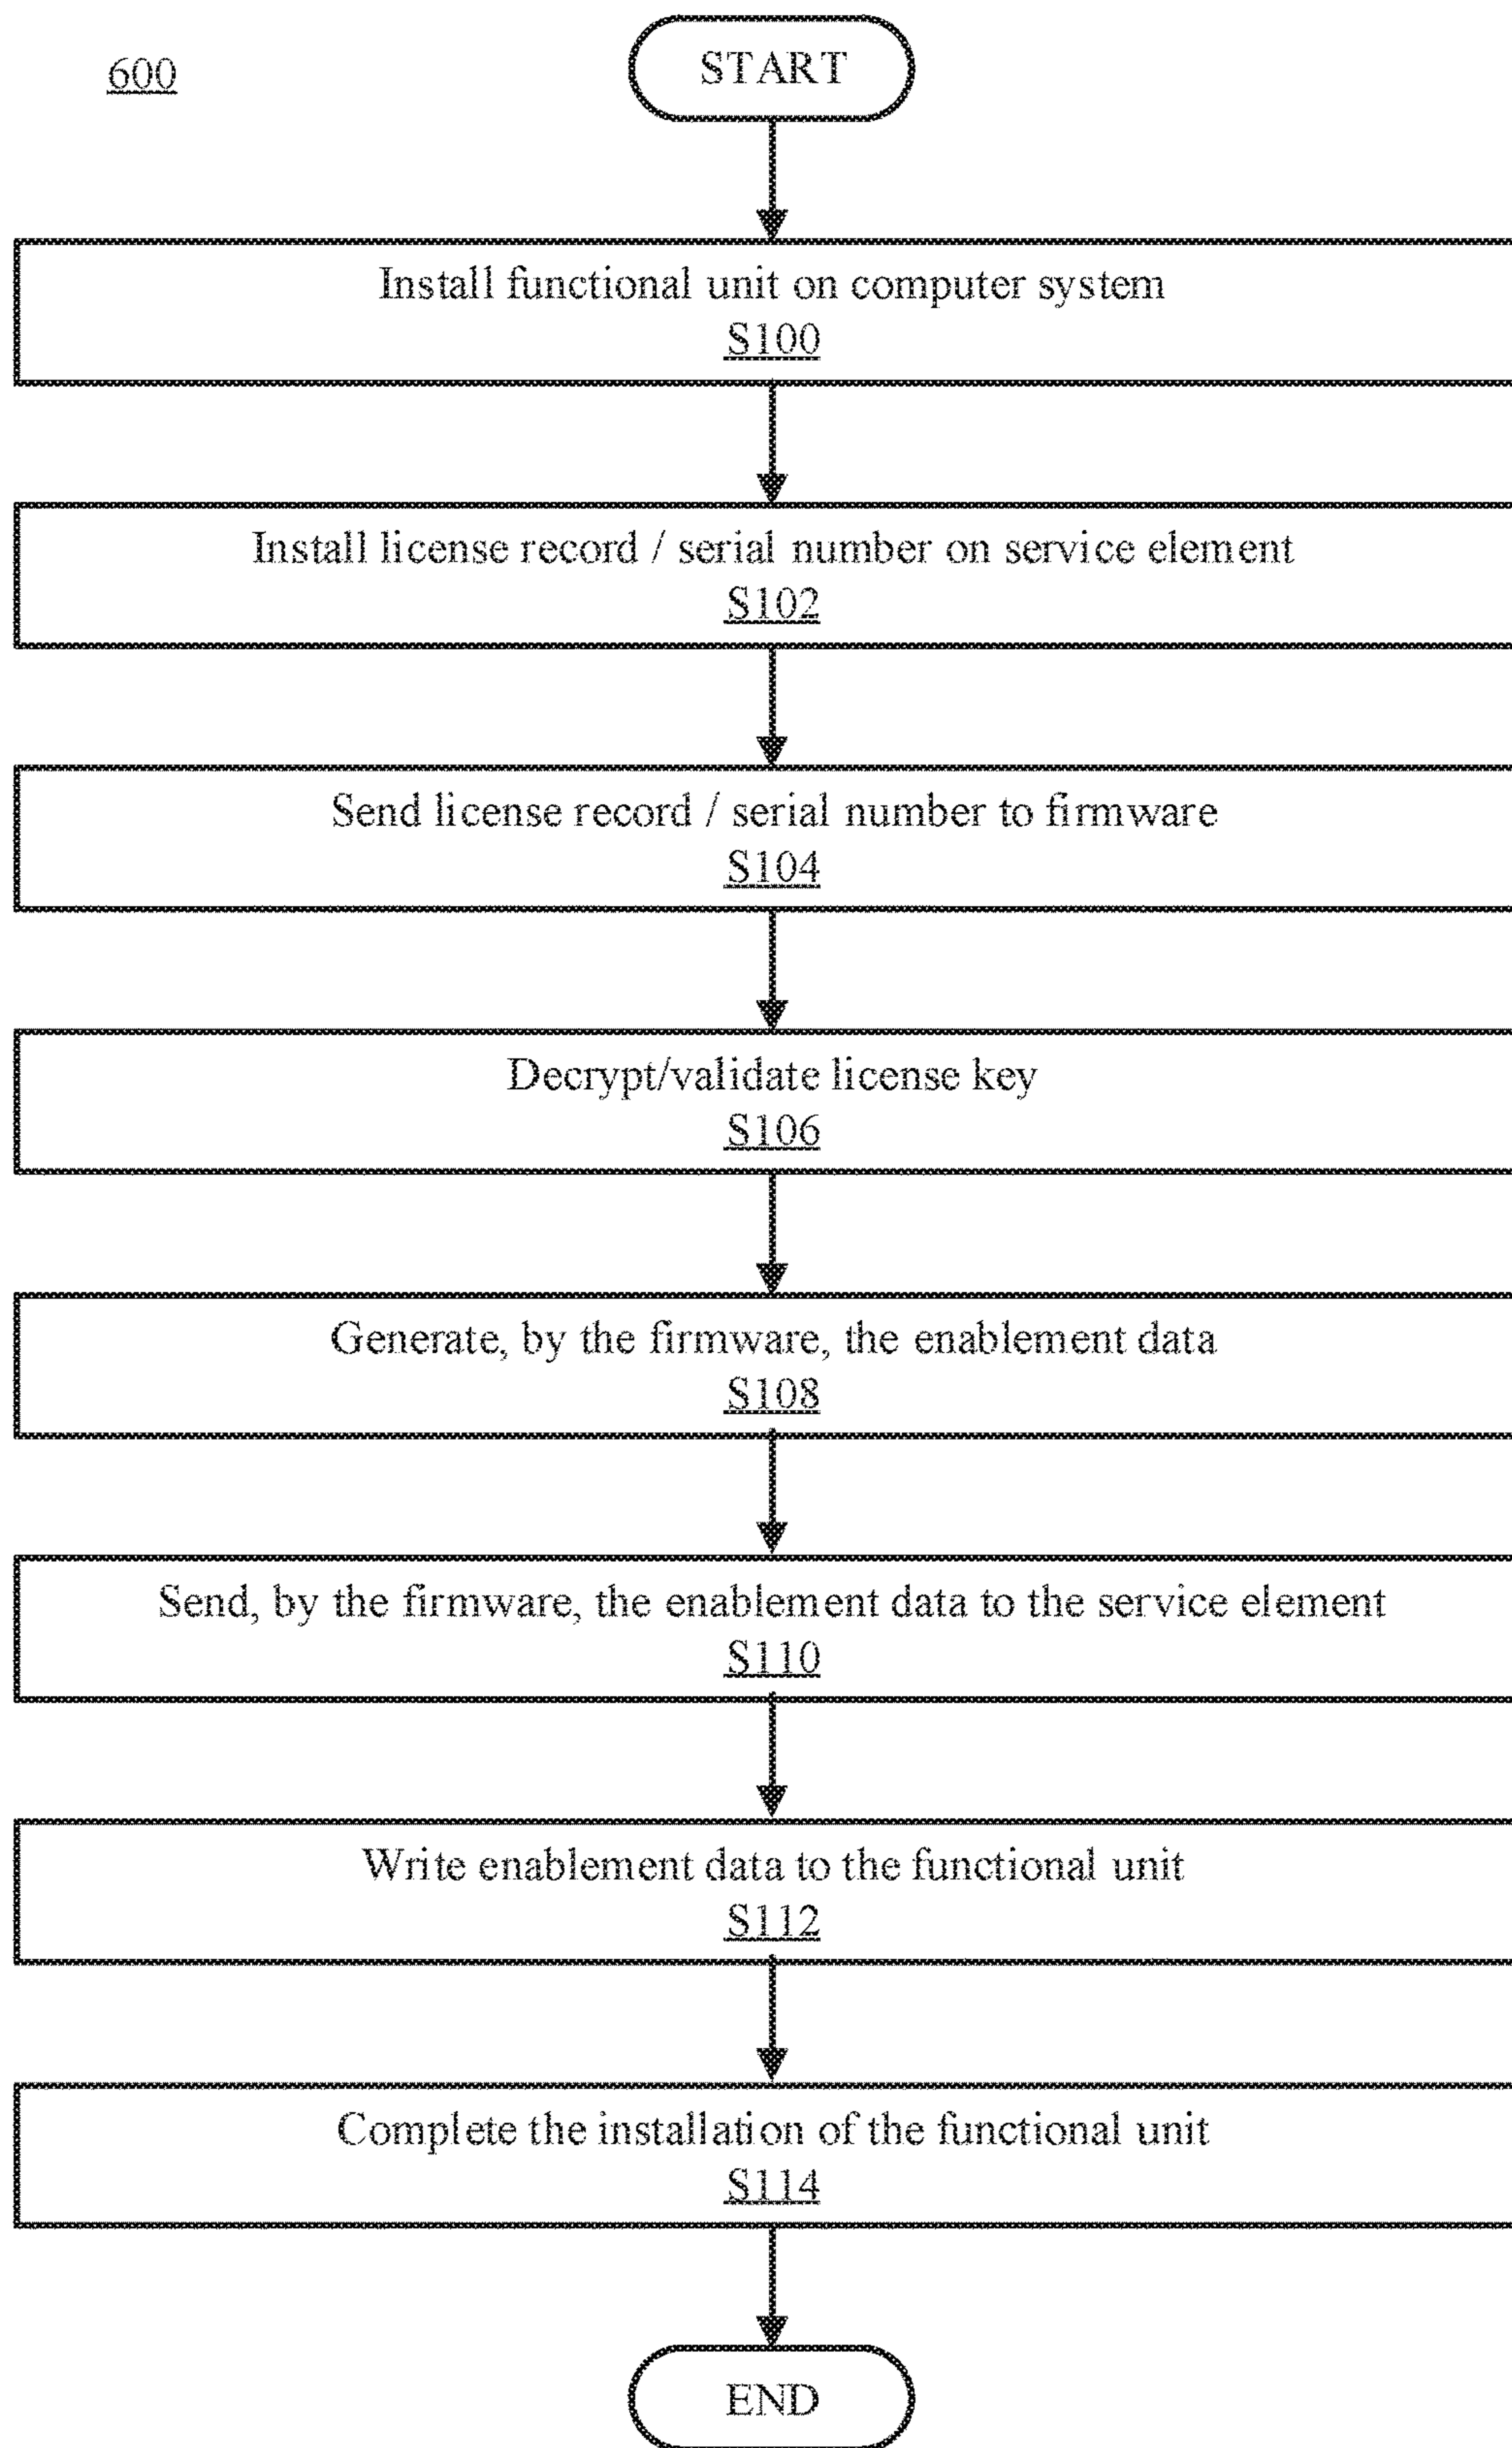 600
START
Install functional unit on computer system
S100
Install license record / serial number on service element
S102
Send license record / serial number to firmware
S104
Decrypt/validate license key
S106
Generate, by the firmware, the enablement data
S108
Send, by the firmware, the enablement data to the service element
S110
Write enablement data to the functional unit
S112
Complete the installation of the functional unit
S114
END